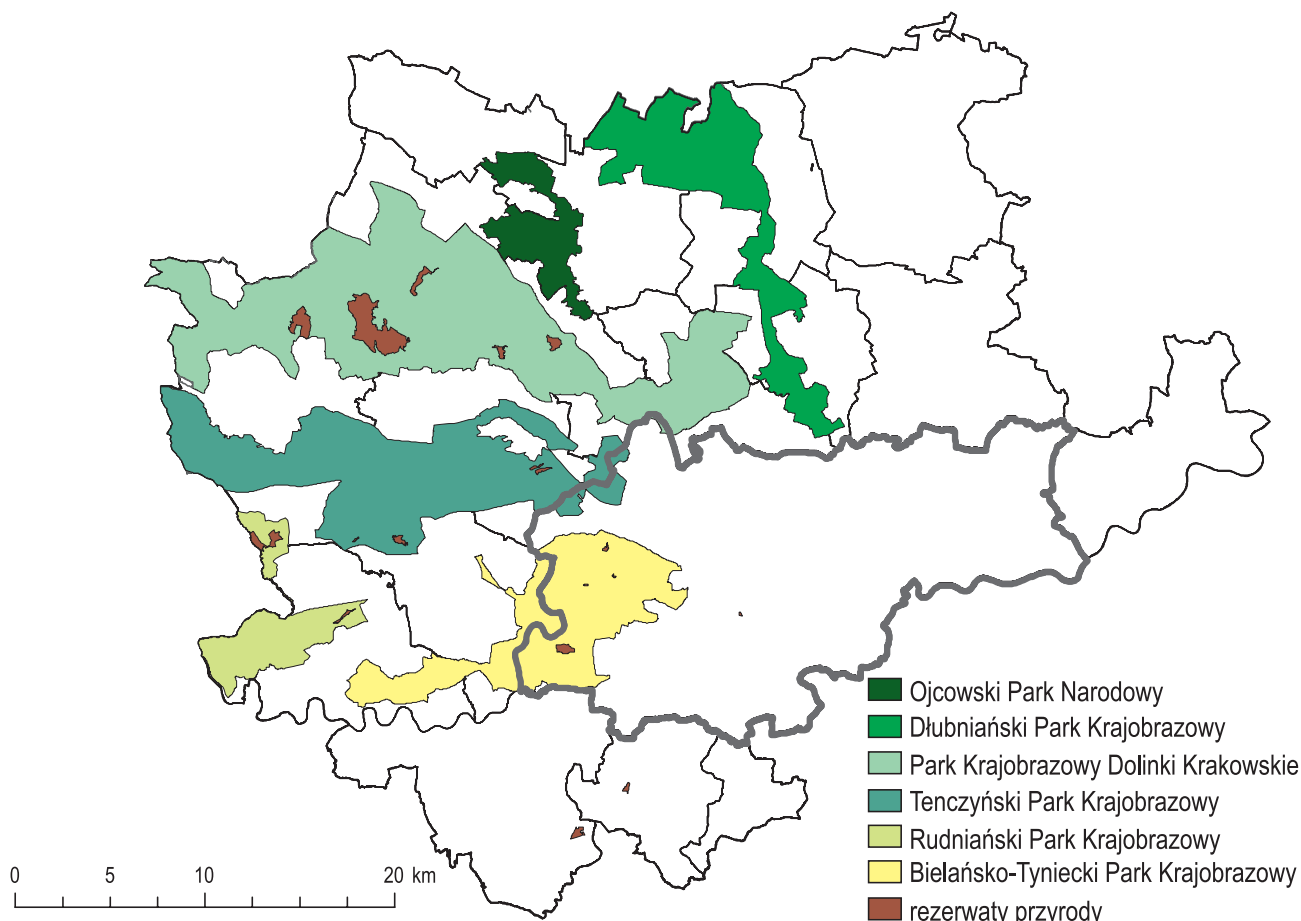 Ojcowski Park Narodowy
Dłubniański Park Krajobrazowy
Park Krajobrazowy Dolinki Krakowskie
Tenczyński Park Krajobrazowy
Rudniański Park Krajobrazowy
Bielańsko-Tyniecki Park Krajobrazowy
rezerwaty przyrody
0 5 10 20 km